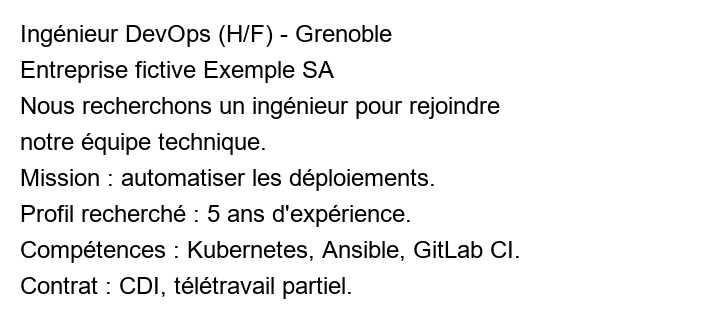 Ingénieur DevOps (H/F) - Grenoble
Entreprise fictive Exemple SA
Nous recherchons un ingénieur pour rejoindre
notre équipe technique.
Mission : automatiser les déploiements.
Profil recherché : 5 ans d'expérience.
Compétences : Kubernetes, Ansible, GitLab CI.
Contrat : CDI, télétravail partiel.